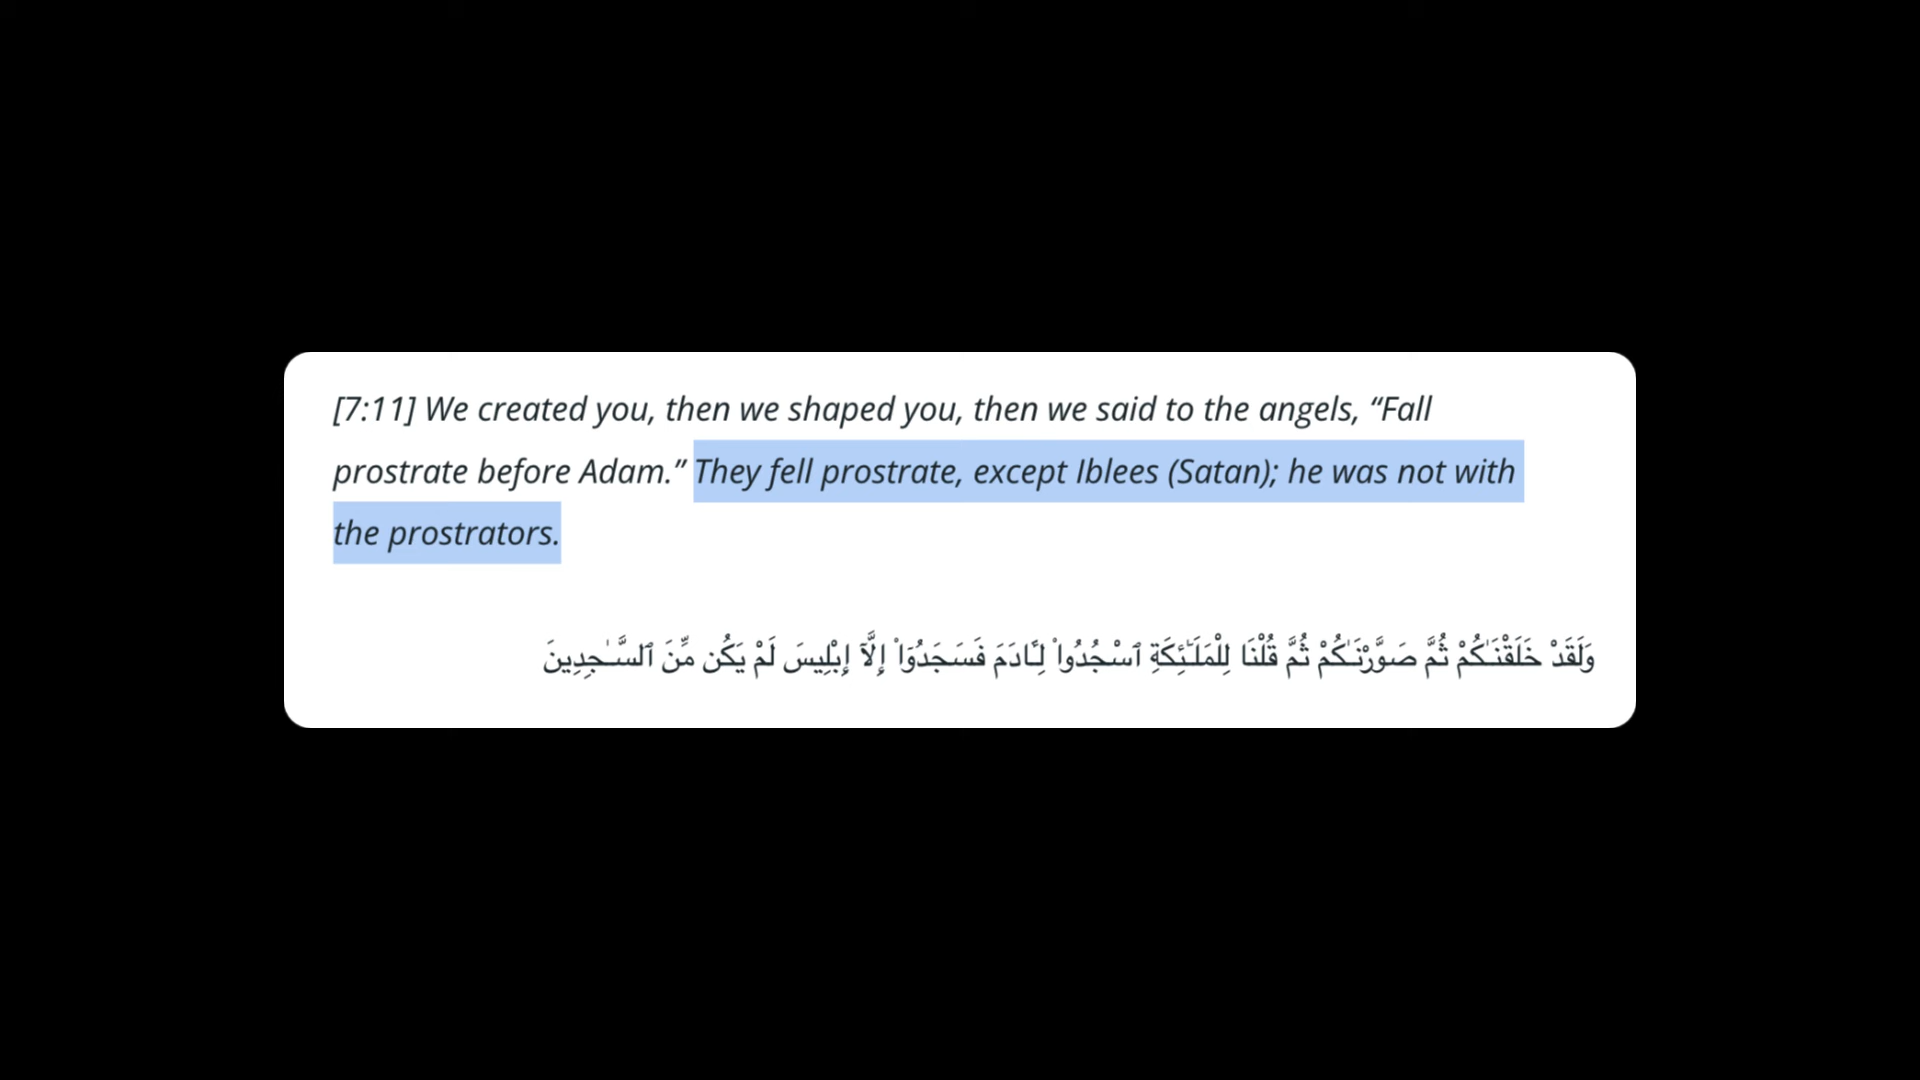 [7:11] We created you, then we shaped you, then we said to the angels, “Fall
prostrate before Adam.” They fell prostrate, except Iblees (Satan); he was not with
the prostrators.
وَلَقَدْ خَلَقْنَـٰكُمْ ثُمَّ صَوَّرْنَـٰكُمْ ثُمَّ قُلْنَا لِلْمَلَـٰٓئِكَةِ ٱسْجُدُوا۟ لِـَٔادَمَ فَسَجَدُوٓا۟ إِلَّآ إِبْلِيسَ لَمْ يَكُن مِّنَ ٱلسَّـٰجِدِينَ